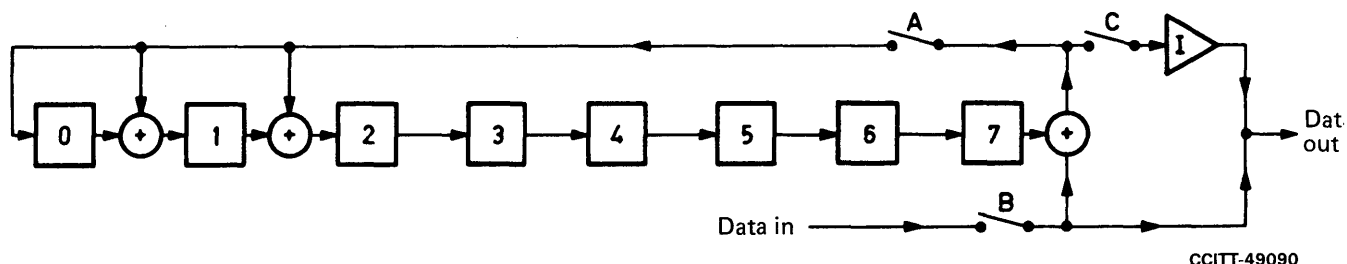 A C I
0 + 1 + 2 3 4 5 6 7 +
Dat
out
B
Data in
CCITT-49090